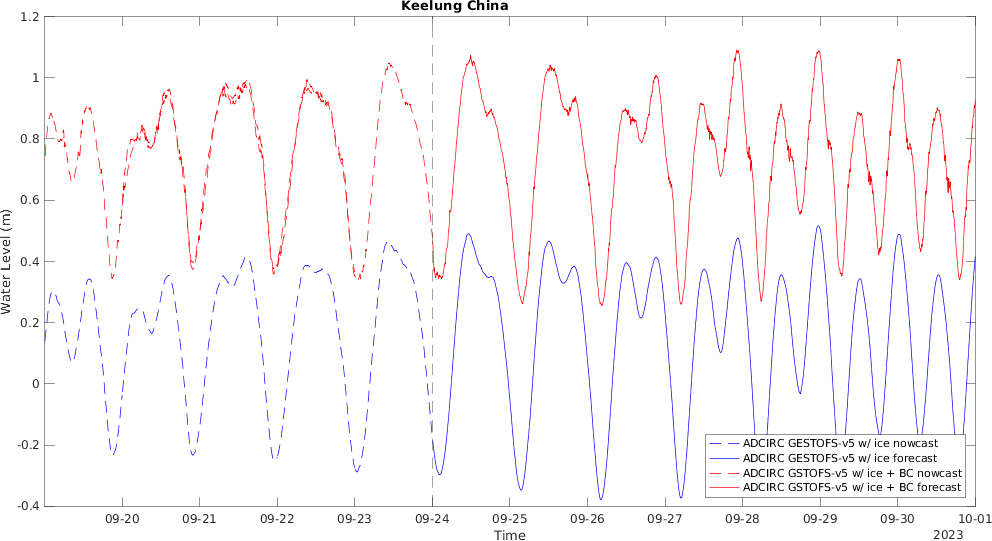 Keelung China
1.2
1
0.8
0.6
0.4
0.2
0
-0.2
-0.4
Water Level (m)
ADCIRC GESTOFS-v5 w/ ice nowcast
ADCIRC GESTOFS-v5 w/ ice forecast
ADCIRC GSTOFS-v5 w/ ice + BC nowcast
ADCIRC GSTOFS-v5 w/ ice + BC forecast
09-20 09-21 09-22 09-23 09-24 09-25 09-26 09-27 09-28 09-29 09-30 10-01
Time
2023